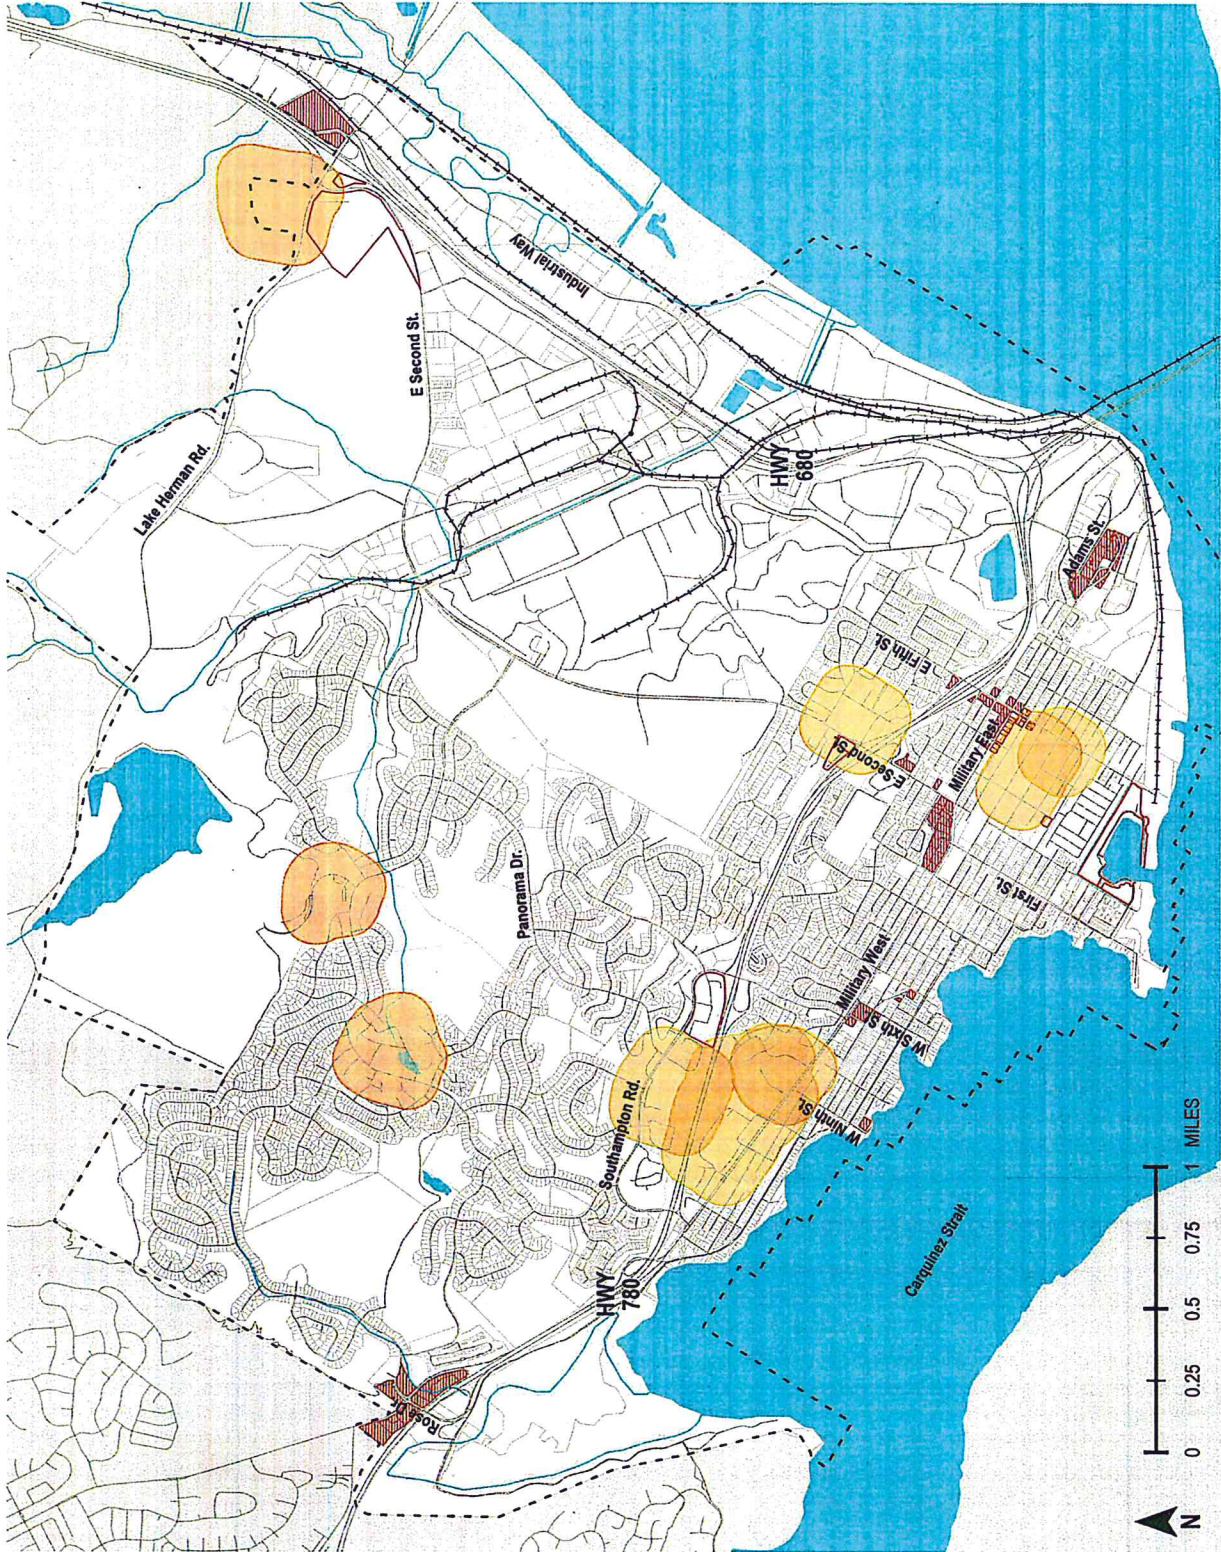 Lake Herman Rd.
E Second St.
Industrial Way
HWY
680
Adams St.
E Fifth St.
E Second St.
Military East
First St.
Panorama Dr.
Military West
W Sixth St.
W Ninth St.
Southampton Rd.
HWY
780
Rose Dr.
Carquinez Strait
0 0.25 0.5 0.75 1 MILES
N